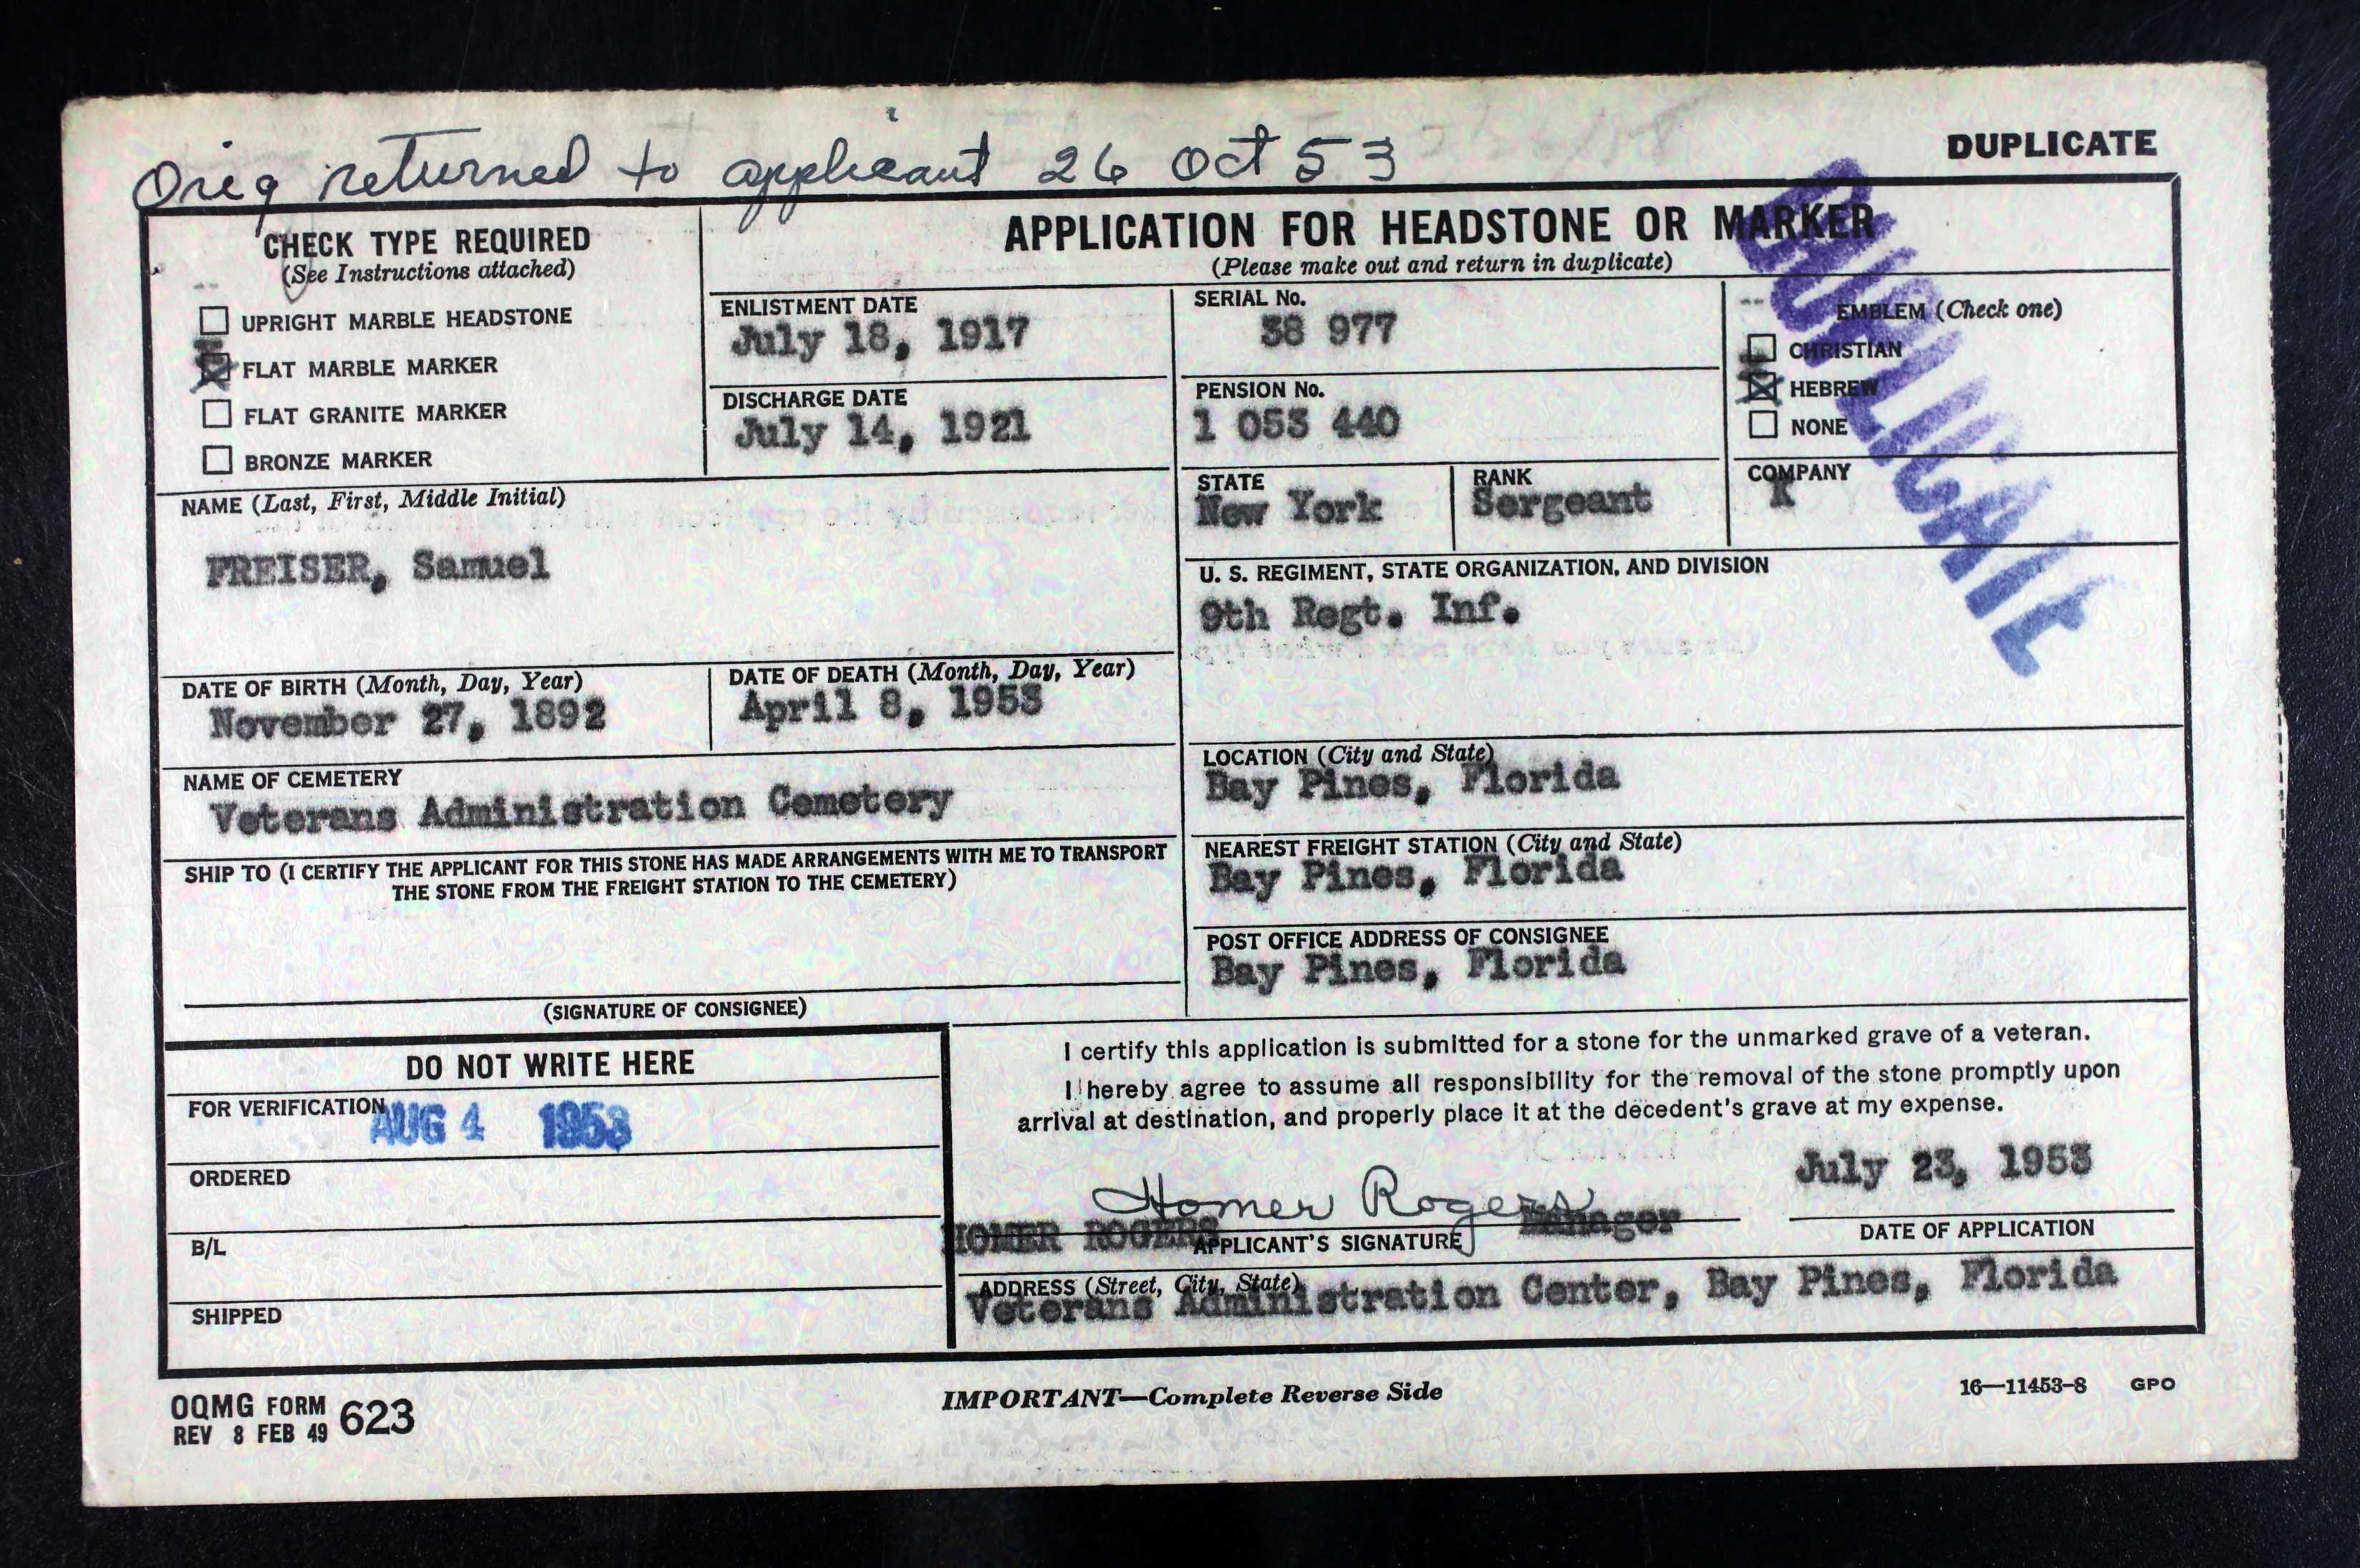 Orig returned to applicant 26 Oct 53
DUPLICATE
DUPLICATE
CHECK TYPE REQUIRED
(See Instructions attached)
UPRIGHT MARBLE HEADSTONE
X FLAT MARBLE MARKER
FLAT GRANITE MARKER
BRONZE MARKER
APPLICATION FOR HEADSTONE OR MARKER
(Please make out and return in duplicate)
ENLISTMENT DATE
July 18, 1917
DISCHARGE DATE
July 14, 1921
SERIAL No.
38 977
PENSION No.
1 053 440
EMBLEM (Check one)
CHRISTIAN
X HEBREW
NONE
STATE
New York
RANK
Sergeant
COMPANY
K
NAME (Last, First, Middle Initial)
FREISER, Samuel
U. S. REGIMENT, STATE ORGANIZATION, AND DIVISION
9th Regt. Inf.
DATE OF BIRTH (Month, Day, Year)
November 27, 1892
DATE OF DEATH (Month, Day, Year)
April 8, 1953
NAME OF CEMETERY
Veterans Administration Cemetery
LOCATION (City and State)
Bay Pines, Florida
SHIP TO (I CERTIFY THE APPLICANT FOR THIS STONE HAS MADE ARRANGEMENTS WITH ME TO TRANSPORT
THE STONE FROM THE FREIGHT STATION TO THE CEMETERY)
NEAREST FREIGHT STATION (City and State)
Bay Pines, Florida
POST OFFICE ADDRESS OF CONSIGNEE
Bay Pines, Florida
(SIGNATURE OF CONSIGNEE)
DO NOT WRITE HERE
FOR VERIFICATION
AUG 4 1953
ORDERED
B/L
SHIPPED
I certify this application is submitted for a stone for the unmarked grave of a veteran.
I hereby agree to assume all responsibility for the removal of the stone promptly upon
arrival at destination, and properly place it at the decedent's grave at my expense.
July 23, 1953
Homer Rogers
HOMER ROGERS Manager
APPLICANT'S SIGNATURE
DATE OF APPLICATION
ADDRESS (Street, City, State)
Veterans Administration Center, Bay Pines, Florida
OQMG FORM 623
REV 8 FEB 49
IMPORTANT—Complete Reverse Side
16—11453-8 GPO